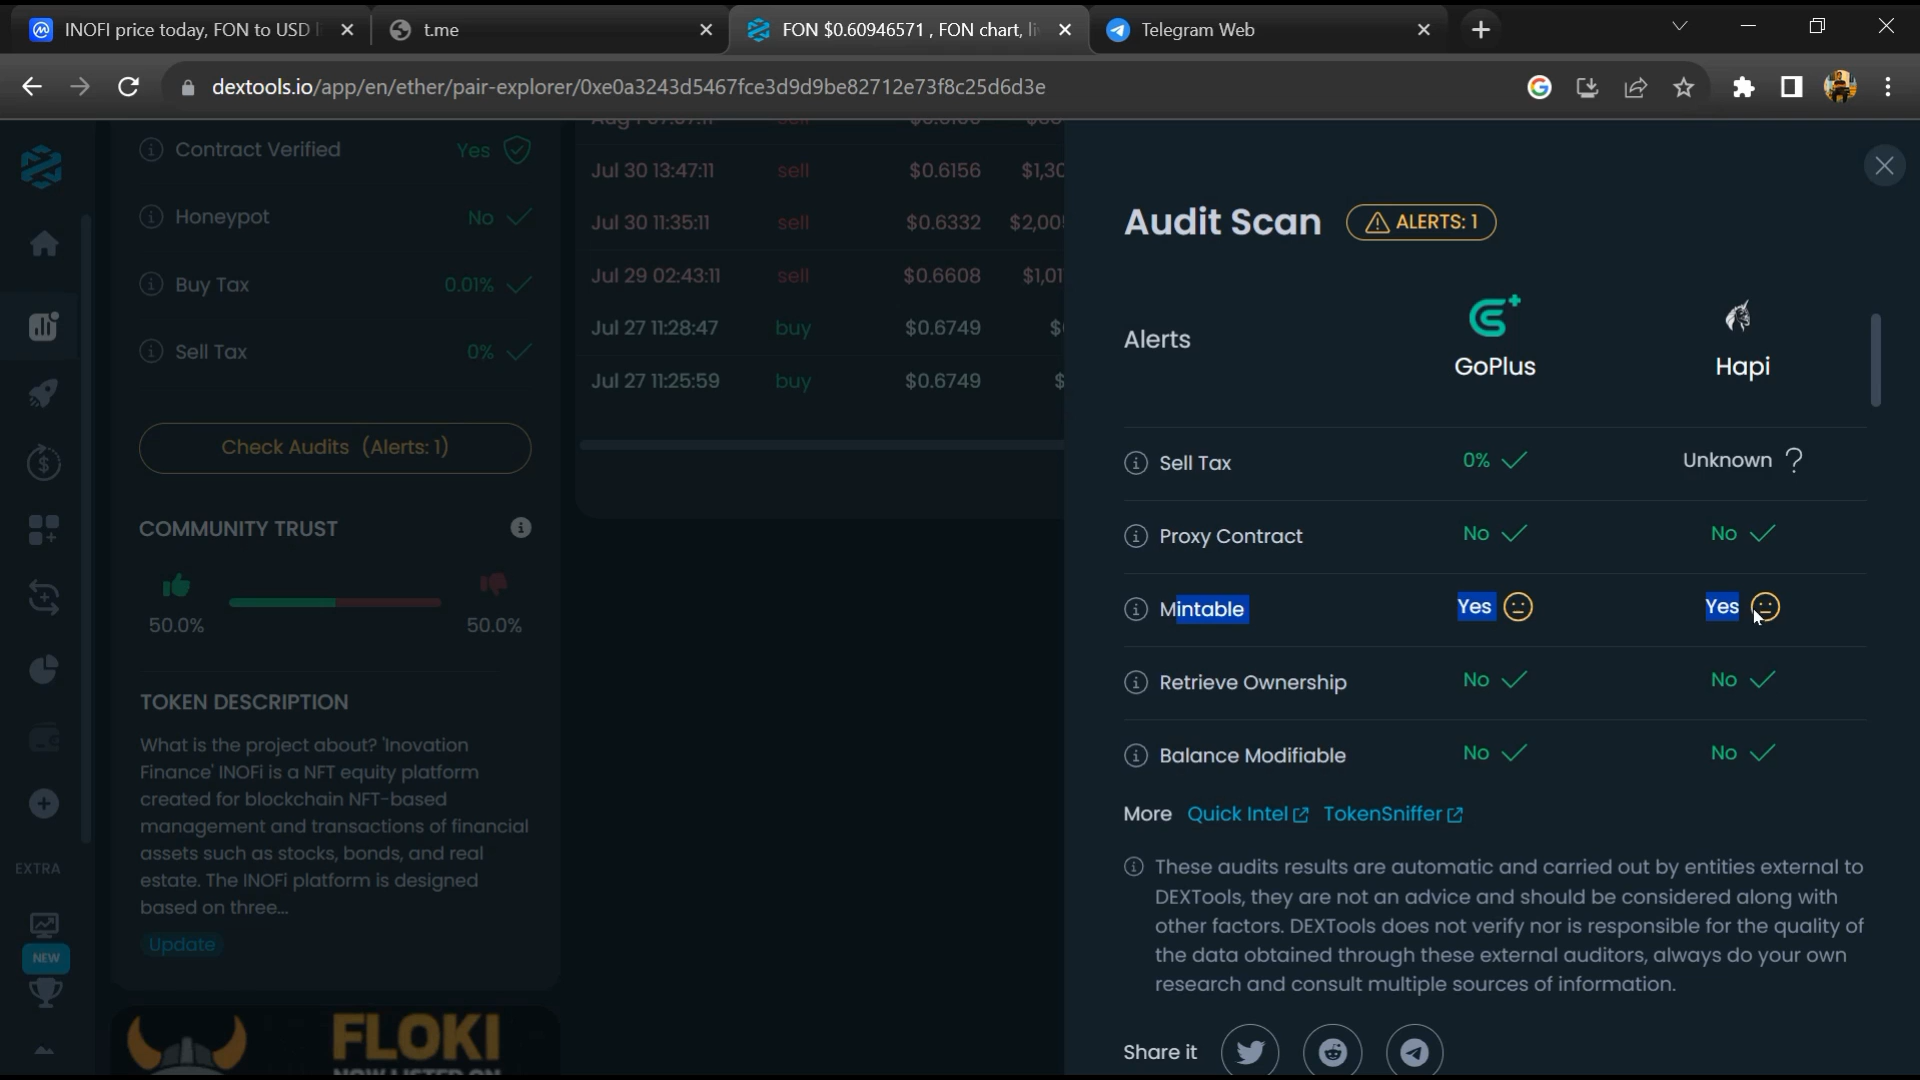 INOFI price today, FON to USD
t.me
FON $0.60946571 , FON chart, li
Telegram Web
dextools.io/app/en/ether/pair-explorer/0xe0a3243d5467fce3d9d9be82712e73f8c25d6d3e
Contract Verified Yes
Honeypot No
Buy Tax 0.01%
Sell Tax 0%
Check Audits (Alerts: 1)
COMMUNITY TRUST
50.0% 50.0%
TOKEN DESCRIPTION
What is the project about? 'Inovation
Finance' INOFi is a NFT equity platform
created for blockchain NFT-based
management and transactions of financial
assets such as stocks, bonds, and real
estate. The INOFi platform is designed
based on three...
Update
EXTRA
NEW
FLOKI
NOW LISTED ON
Jul 30 13:47:11 sell $0.6156 $1,30
Jul 30 11:35:11 sell $0.6332 $2,005
Jul 29 02:43:11 sell $0.6608 $1,01
Jul 27 11:28:47 buy $0.6749 $
Jul 27 11:25:59 buy $0.6749 $
Audit Scan ALERTS: 1
Alerts GoPlus Hapi
Sell Tax 0% Unknown ?
Proxy Contract No No
Mintable Yes Yes
Retrieve Ownership No No
Balance Modifiable No No
More Quick Intel TokenSniffer
These audits results are automatic and carried out by entities external to
DEXTools, they are not an advice and should be considered along with
other factors. DEXTools does not verify nor is responsible for the quality of
the data obtained through these external auditors, always do your own
research and consult multiple sources of information.
Share it